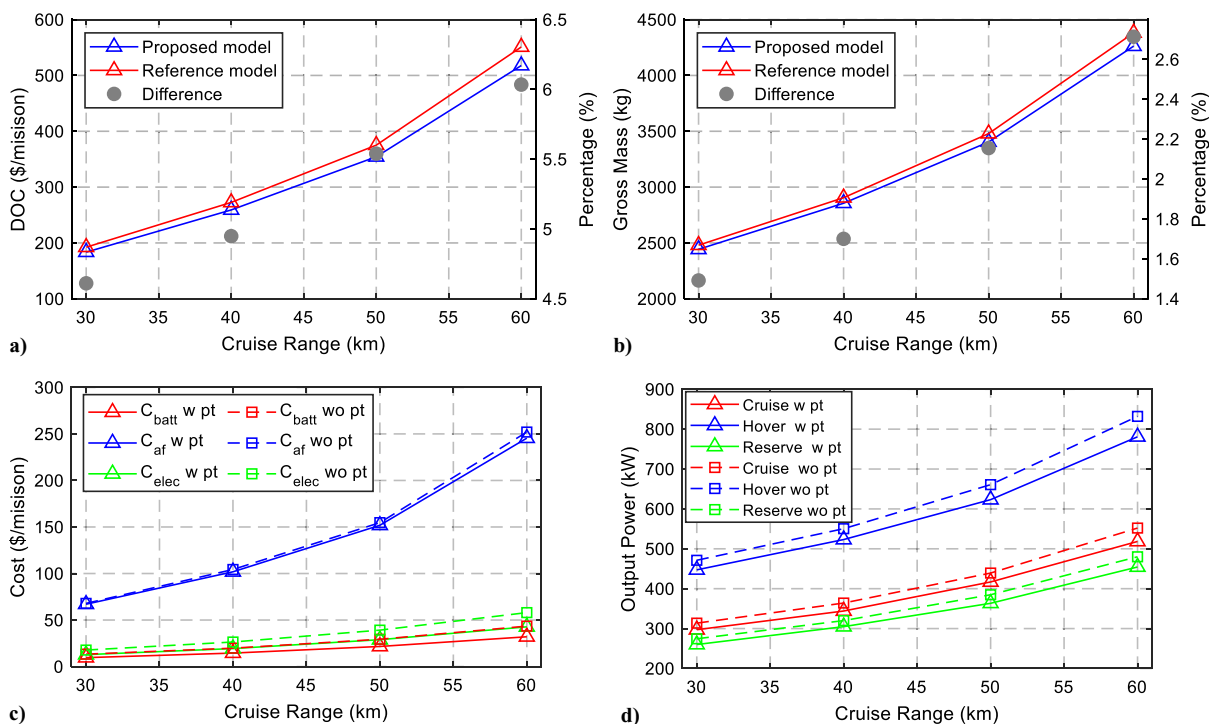 600
500
400
300
200
100
DOC ($/misison)
6.5
6
5.5
5
4.5
Percentage (%)
Proposed model
Reference model
Difference
30 35 40 45 50 55 60
Cruise Range (km)
a)
4500
4000
3500
3000
2500
2000
Gross Mass (kg)
2.6
2.4
2.2
2
1.8
1.6
1.4
Percentage (%)
Proposed model
Reference model
Difference
30 35 40 45 50 55 60
Cruise Range (km)
b)
300
250
200
150
100
50
0
Cost ($/misison)
C_batt w pt C_batt wo pt
C_af w pt C_af wo pt
C_elec w pt C_elec wo pt
30 35 40 45 50 55 60
Cruise Range (km)
c)
900
800
700
600
500
400
300
200
Output Power (kW)
Cruise w pt
Hover w pt
Reserve w pt
Cruise wo pt
Hover wo pt
Reserve wo pt
30 35 40 45 50 55 60
Cruise Range (km)
d)